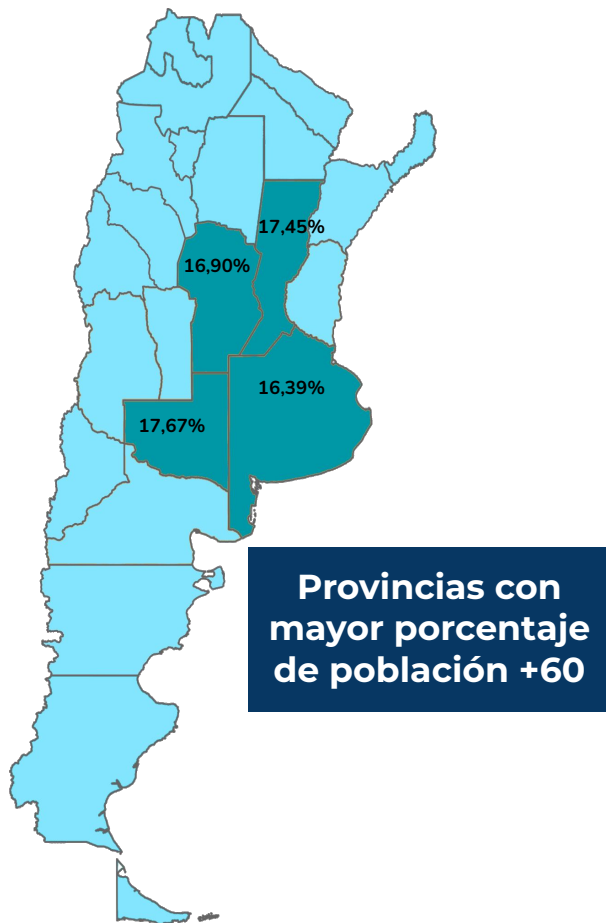 17,45%
16,90%
16,39%
17,67%
Provincias con
mayor porcentaje
de población +60